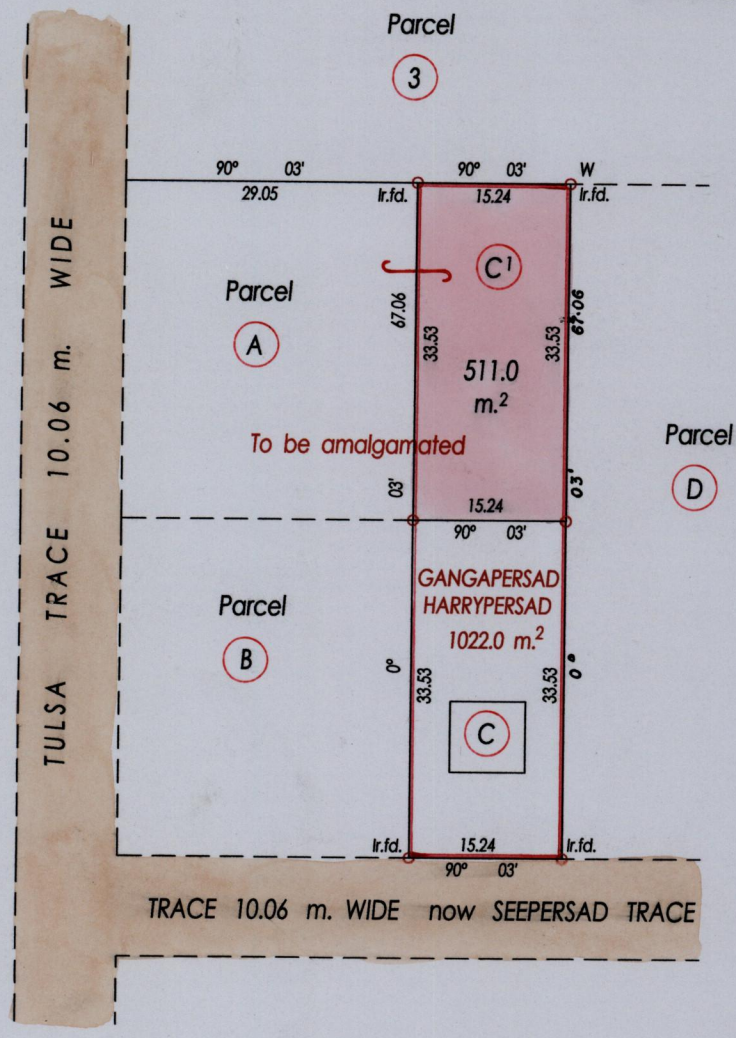 Parcel
3
90° 03'
29.05
90° 03'
W
Ir.fd.
15.24
Ir.fd.
C1
Parcel
A
67.06
33.53
33.53
67.06
511.0
m.²
To be amalgamated
Parcel
D
03'
03'
15.24
90° 03'
GANGAPERSAD
HARRYPERSAD
1022.0 m.²
Parcel
B
0°
33.53
33.53
0°
C
Ir.fd.
15.24
Ir.fd.
90° 03'
TULSA TRACE 10.06 m. WIDE
TRACE 10.06 m. WIDE now SEEPERSAD TRACE